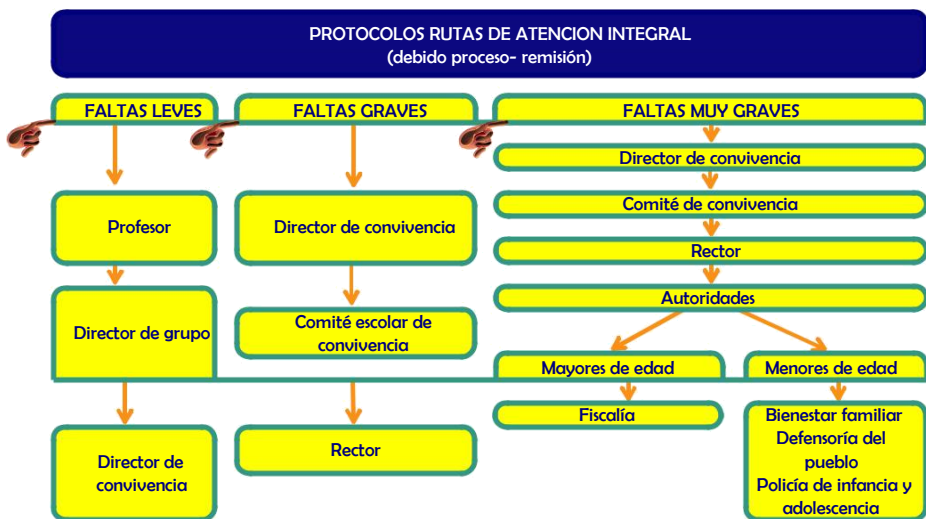 PROTOCOLOS RUTAS DE ATENCION INTEGRAL
(debido proceso- remisión)
FALTAS LEVES
Profesor
Director de grupo
Director de
convivencia
FALTAS GRAVES
Director de convivencia
Comité escolar de
convivencia
Rector
FALTAS MUY GRAVES
Director de convivencia
Comité de convivencia
Rector
Autoridades
Mayores de edad
Fiscalía
Menores de edad
Bienestar familiar
Defensoría del
pueblo
Policía de infancia y
adolescencia